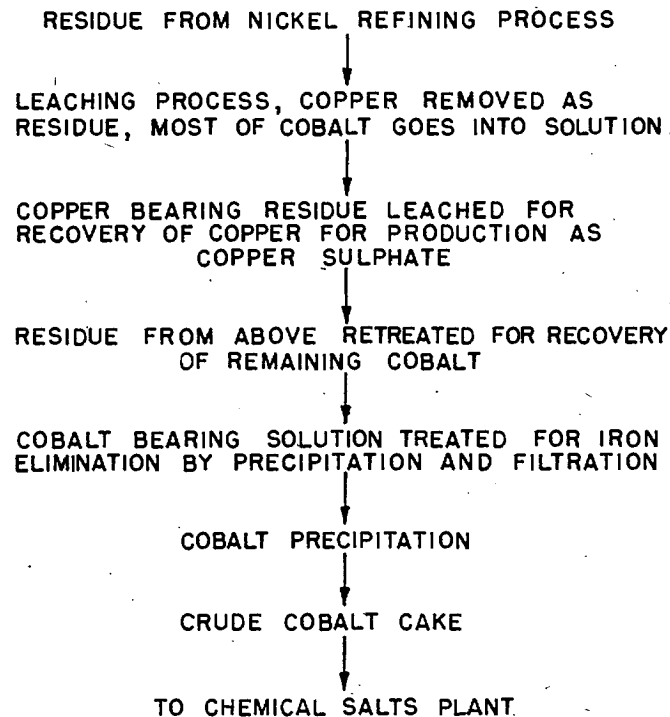 RESIDUE FROM NICKEL REFINING PROCESS
LEACHING PROCESS, COPPER REMOVED AS
RESIDUE, MOST OF COBALT GOES INTO SOLUTION
COPPER BEARING RESIDUE LEACHED FOR
RECOVERY OF COPPER FOR PRODUCTION AS
COPPER SULPHATE
RESIDUE FROM ABOVE RETREATED FOR RECOVERY
OF REMAINING COBALT
COBALT BEARING SOLUTION TREATED FOR IRON
ELIMINATION BY PRECIPITATION AND FILTRATION
COBALT PRECIPITATION
CRUDE COBALT CAKE
TO CHEMICAL SALTS PLANT